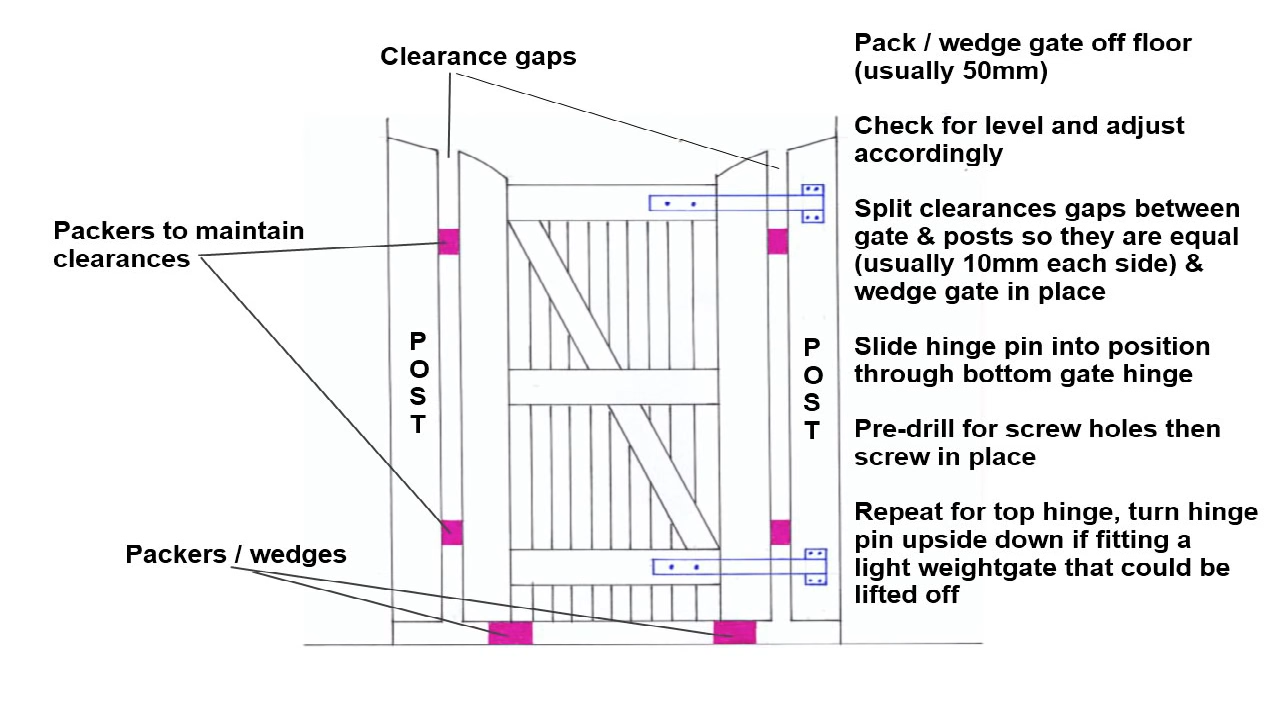 Clearance gaps
Packers to maintain
clearances
P
O
S
T
Packers / wedges
P
O
S
T
Pack / wedge gate off floor
(usually 50mm)
Check for level and adjust
accordingly
Split clearances gaps between
gate & posts so they are equal
(usually 10mm each side) &
wedge gate in place
Slide hinge pin into position
through bottom gate hinge
Pre-drill for screw holes then
screw in place
Repeat for top hinge, turn hinge
pin upside down if fitting a
light weightgate that could be
lifted off